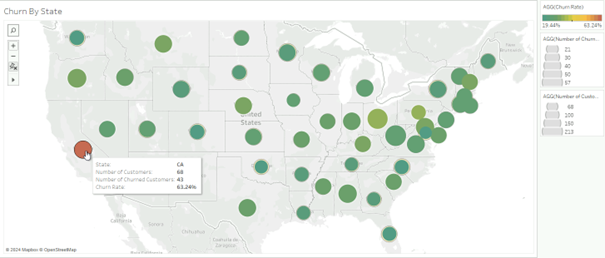 Churn By State
United
States
State: CA
Number of Customers: 68
Number of Churned Customers: 43
Churn Rate: 63.24%
Chihuahua
© 2024 Mapbox © OpenStreetMap
AGG(Churn Ratio)
19.44% 63.24%
AGG(Number of Churn..
21
30
40
50
57
AGG(Number of Custo..
68
100
150
213